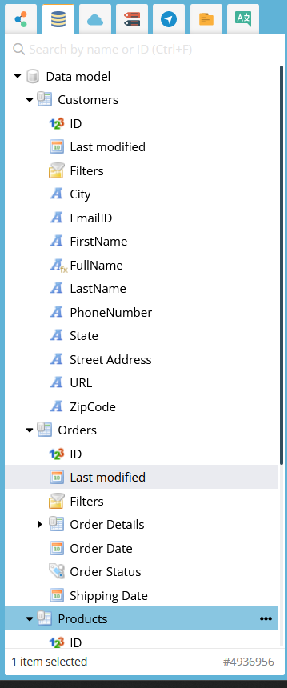 Search by name or ID (Ctrl+F)
Data model
Customers
ID
Last modified
Filters
City
EmailID
FirstName
FullName
LastName
PhoneNumber
State
Street Address
URL
ZipCode
Orders
ID
Last modified
Filters
Order Details
Order Date
Order Status
Shipping Date
Products
ID
1 item selected #4936956